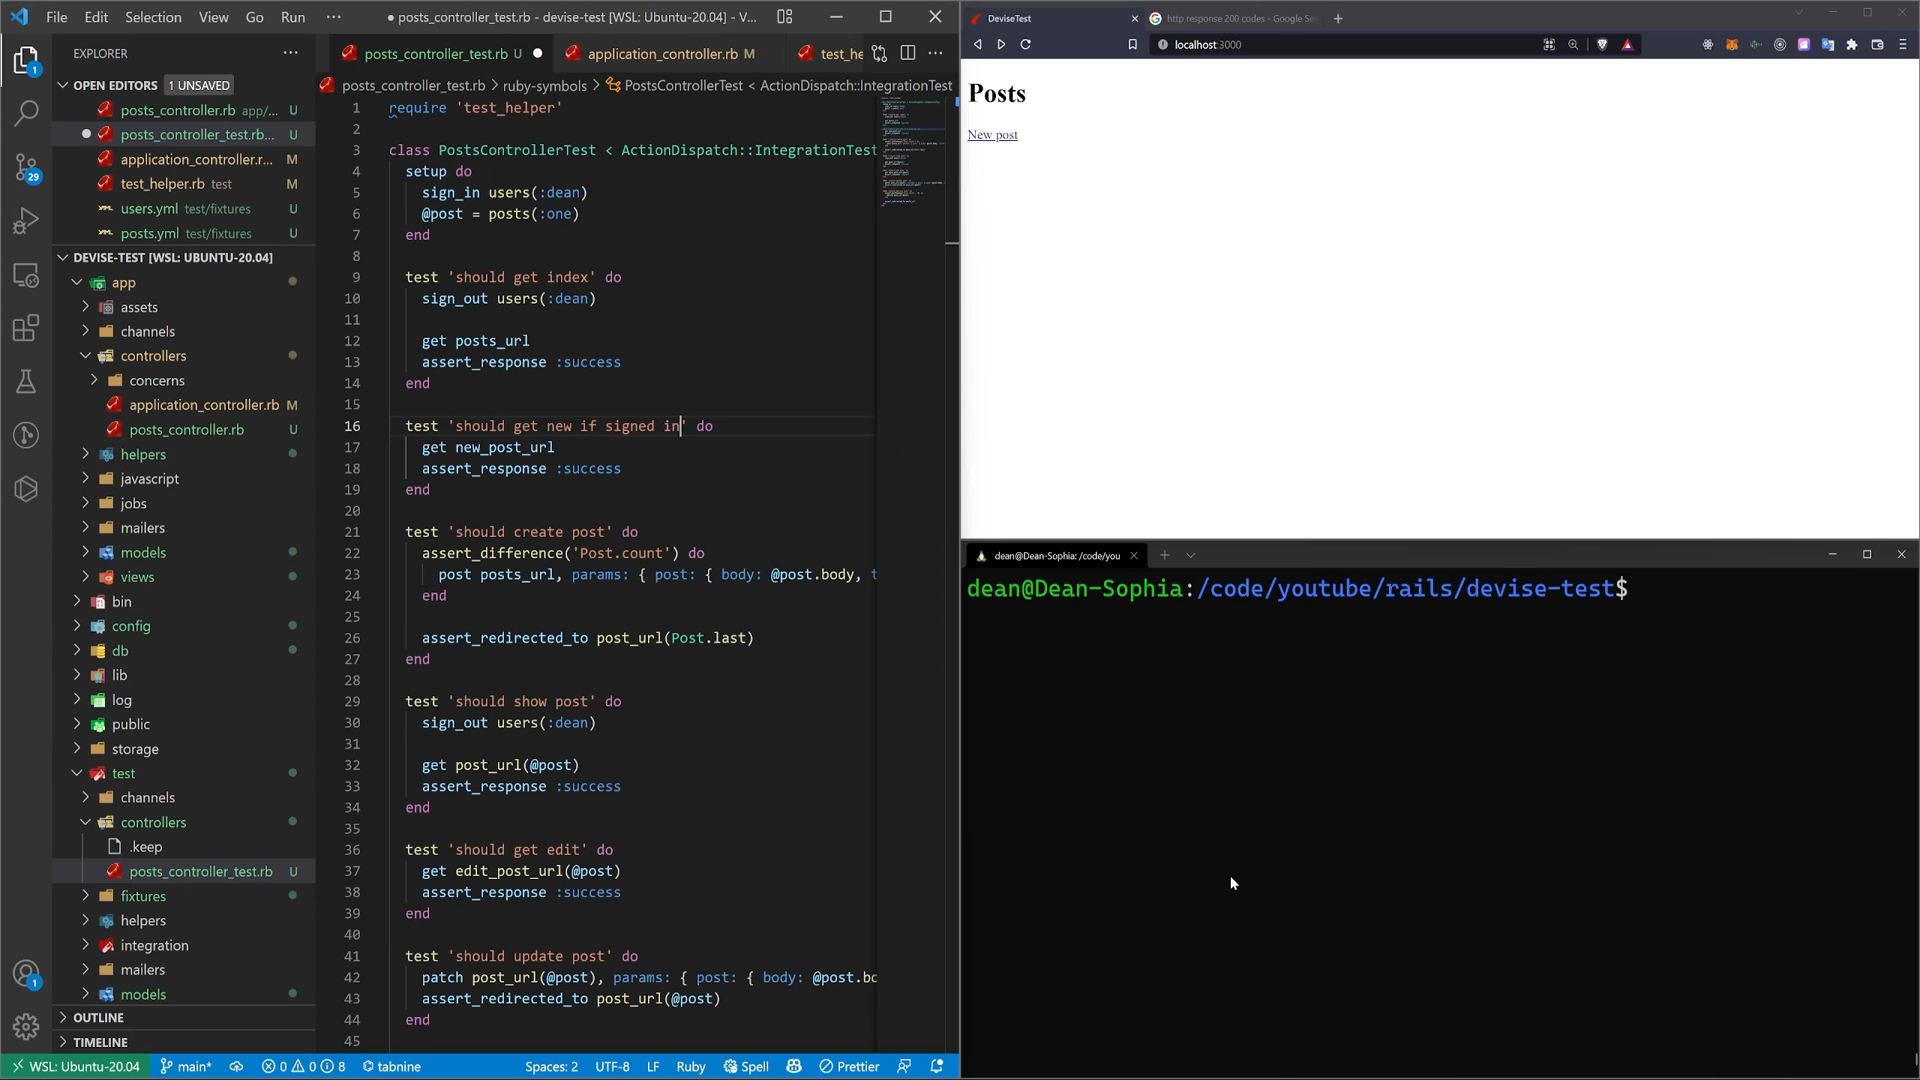 File Edit Selection View Go Run ··· ● posts_controller_test.rb - devise-test [WSL: Ubuntu-20.04] - V...
EXPLORER
OPEN EDITORS 1 UNSAVED
posts_controller.rb app/... U
posts_controller_test.rb... U
application_controller.r... M
test_helper.rb test M
users.yml test/fixtures U
posts.yml test/fixtures U
DEVISE-TEST [WSL: UBUNTU-20.04]
app
assets
channels
controllers
concerns
application_controller.rb M
posts_controller.rb U
helpers
javascript
jobs
mailers
models
views
bin
config
db
lib
log
public
storage
test
channels
controllers
.keep
posts_controller_test.rb U
fixtures
helpers
integration
mailers
models
OUTLINE
TIMELINE
1
29
1
posts_controller_test.rb U application_controller.rb M test_he
posts_controller_test.rb > ruby-symbols > PostsControllerTest < ActionDispatch::IntegrationTest
1 require 'test_helper'
2
3 class PostsControllerTest < ActionDispatch::IntegrationTest
4 setup do
5 sign_in users(:dean)
6 @post = posts(:one)
7 end
8
9 test 'should get index' do
10 sign_out users(:dean)
11
12 get posts_url
13 assert_response :success
14 end
15
16 test 'should get new if signed in' do
17 get new_post_url
18 assert_response :success
19 end
20
21 test 'should create post' do
22 assert_difference('Post.count') do
23 post posts_url, params: { post: { body: @post.body, t
24 end
25
26 assert_redirected_to post_url(Post.last)
27 end
28
29 test 'should show post' do
30 sign_out users(:dean)
31
32 get post_url(@post)
33 assert_response :success
34 end
35
36 test 'should get edit' do
37 get edit_post_url(@post)
38 assert_response :success
39 end
40
41 test 'should update post' do
42 patch post_url(@post), params: { post: { body: @post.bo
43 assert_redirected_to post_url(@post)
44 end
45
WSL: Ubuntu-20.04 main* 0 0 8 tabnine Spaces: 2 UTF-8 LF Ruby Spell Prettier
DeviseTest http response 200 codes - Google Se
localhost:3000
Posts
New post
dean@Dean-Sophia: /code/you
dean@Dean-Sophia:/code/youtube/rails/devise-test$